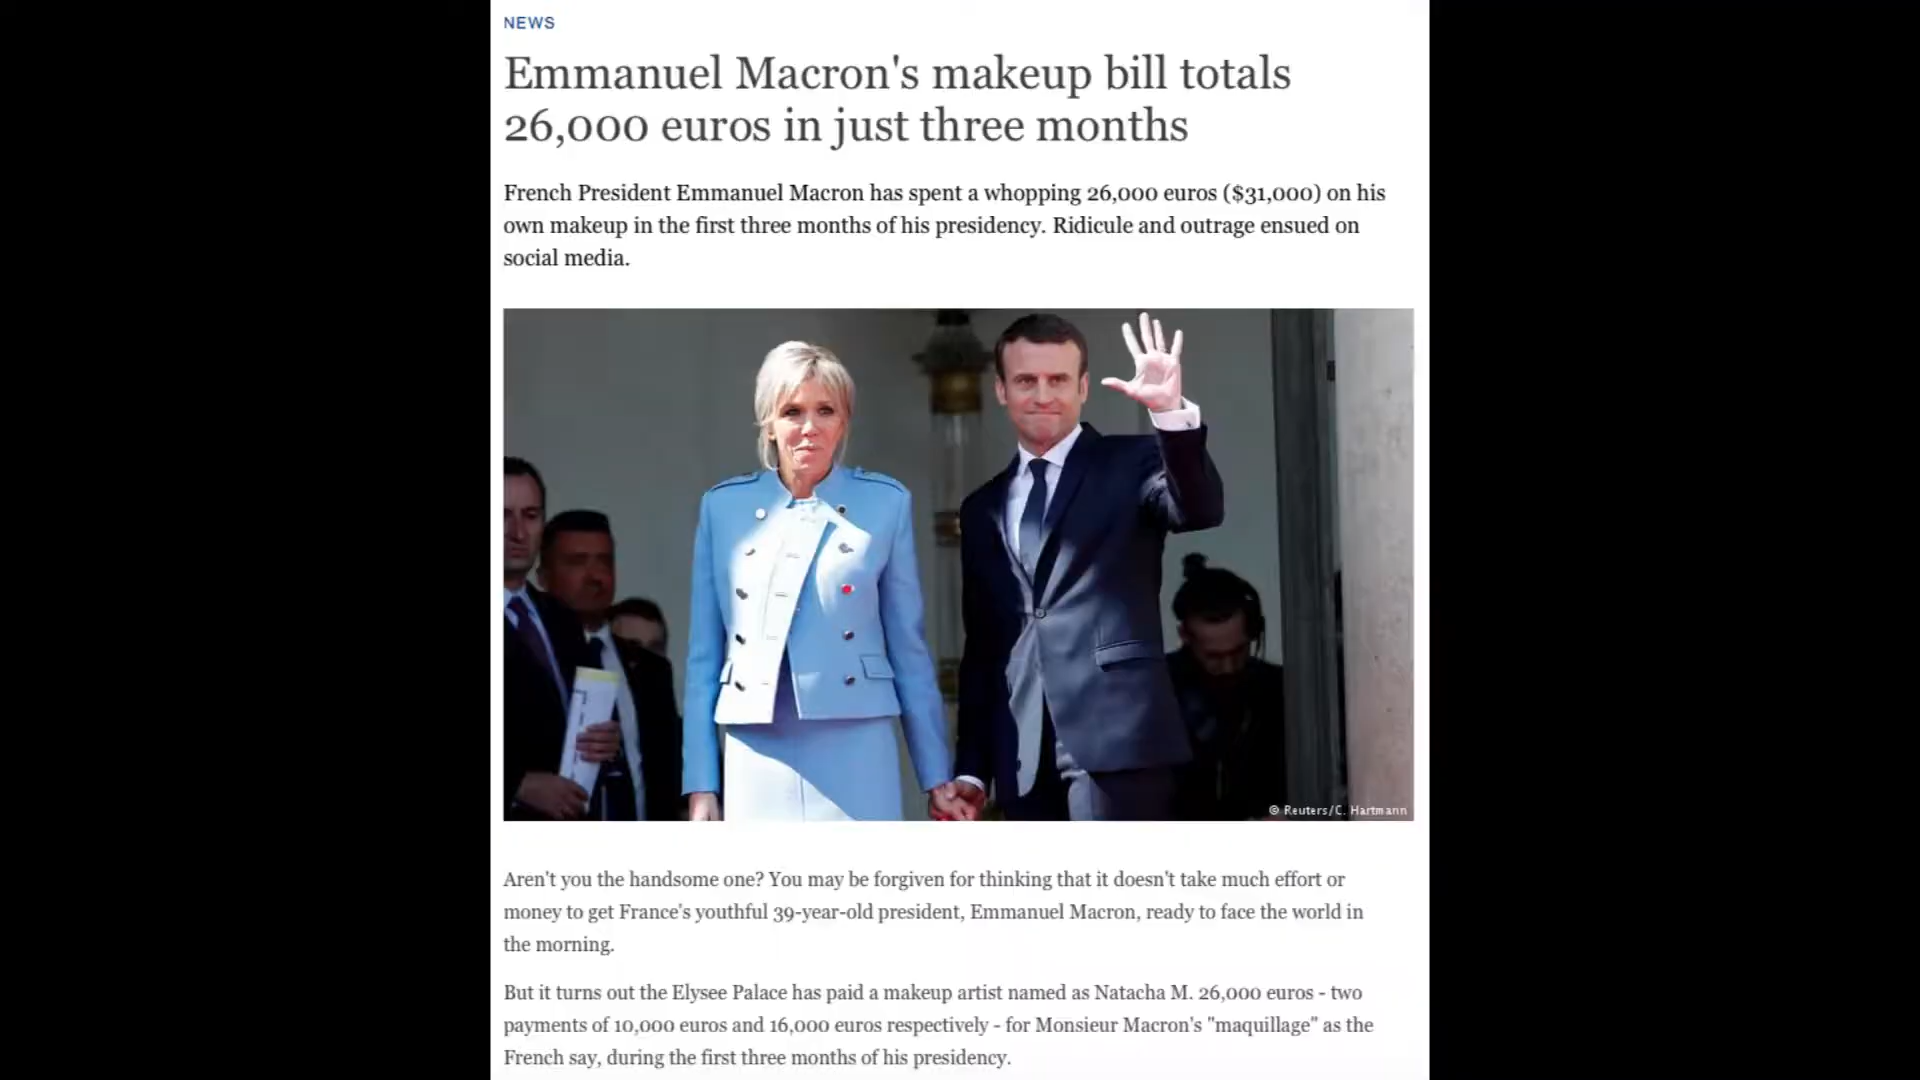 NEWS
Emmanuel Macron's makeup bill totals
26,000 euros in just three months
French President Emmanuel Macron has spent a whopping 26,000 euros ($31,000) on his
own makeup in the first three months of his presidency. Ridicule and outrage ensued on
social media.
© Reuters/C. Hartmann
Aren't you the handsome one? You may be forgiven for thinking that it doesn't take much effort or
money to get France's youthful 39-year-old president, Emmanuel Macron, ready to face the world in
the morning.
But it turns out the Elysee Palace has paid a makeup artist named as Natacha M. 26,000 euros - two
payments of 10,000 euros and 16,000 euros respectively - for Monsieur Macron's "maquillage" as the
French say, during the first three months of his presidency.